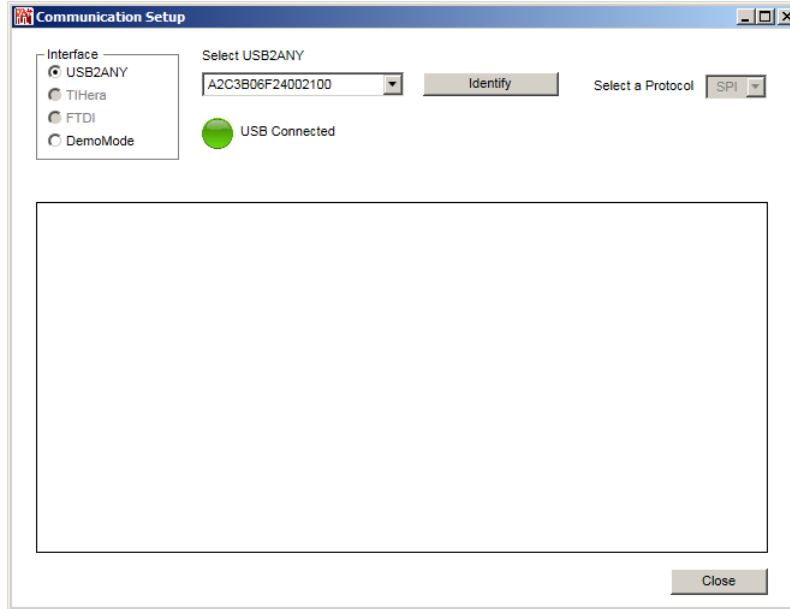 Communication Setup
Interface
USB2ANY
TIHera
FTDI
DemoMode
Select USB2ANY
A2C3B06F24002100
Identify
USB Connected
Select a Protocol
SPI
Close